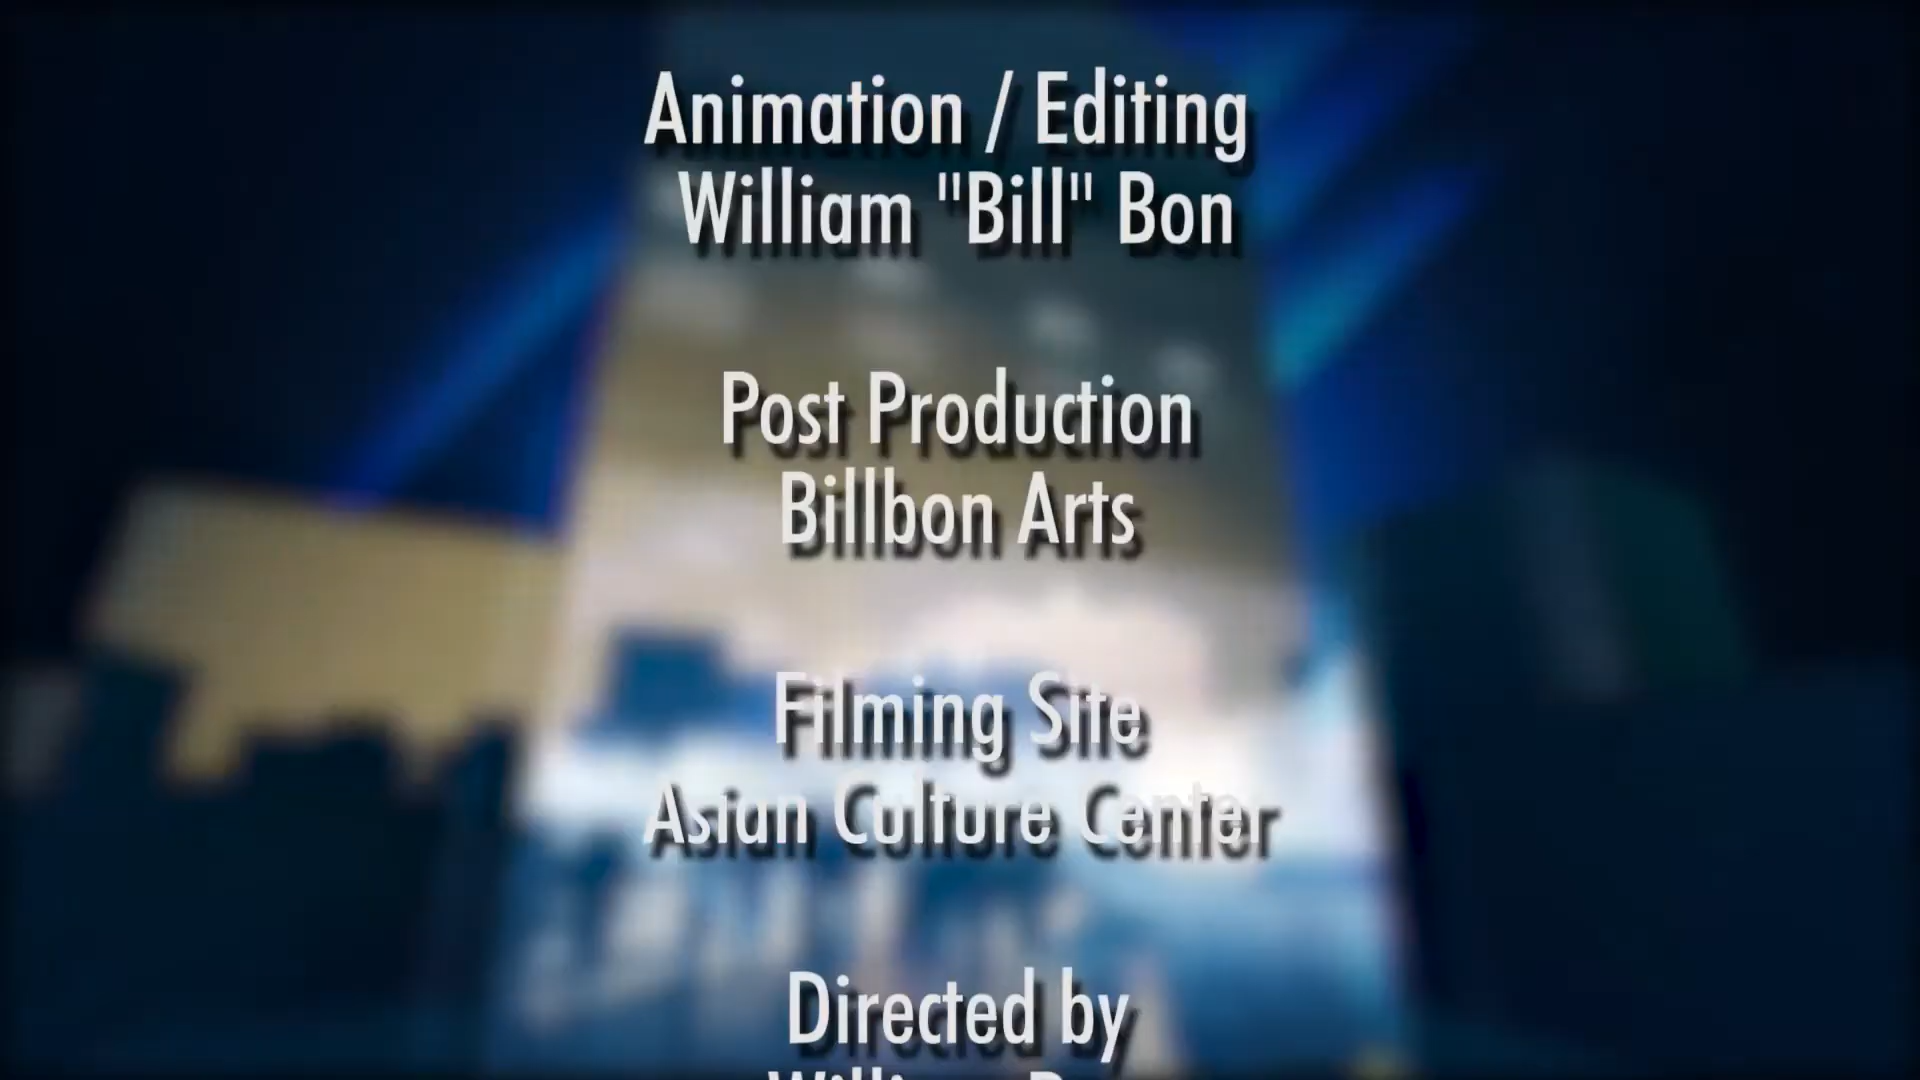 Animation / Editing
William "Bill" Bon
Post Production
Billbon Arts
Filming Site
Asian Culture Center
Directed by